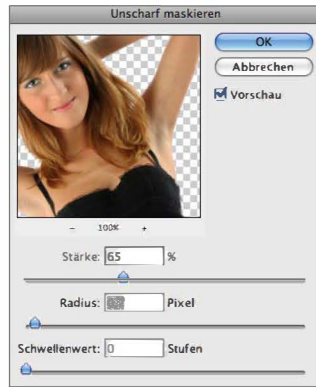 Unscharf maskieren
OK
Abbrechen
Vorschau
- 100% +
Stärke: 65 %
Radius: Pixel
Schwellenwert: 0 Stufen